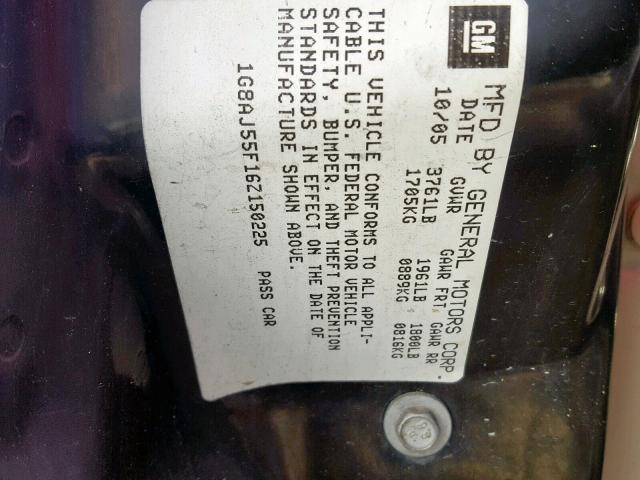 GM
MFD BY GENERAL MOTORS CORP.
DATE GVWR GAWR FRT GAWR RR
10/05 3761LB 1961LB 1800LB
1705KG 0889KG 0816KG
THIS VEHICLE CONFORMS TO ALL APPLI-
CABLE U.S. FEDERAL MOTOR VEHICLE
SAFETY, BUMPER, AND THEFT PREVENTION
STANDARDS IN EFFECT ON THE DATE OF
MANUFACTURE SHOWN ABOVE.
1G8AJ55F16Z150225 PASS CAR